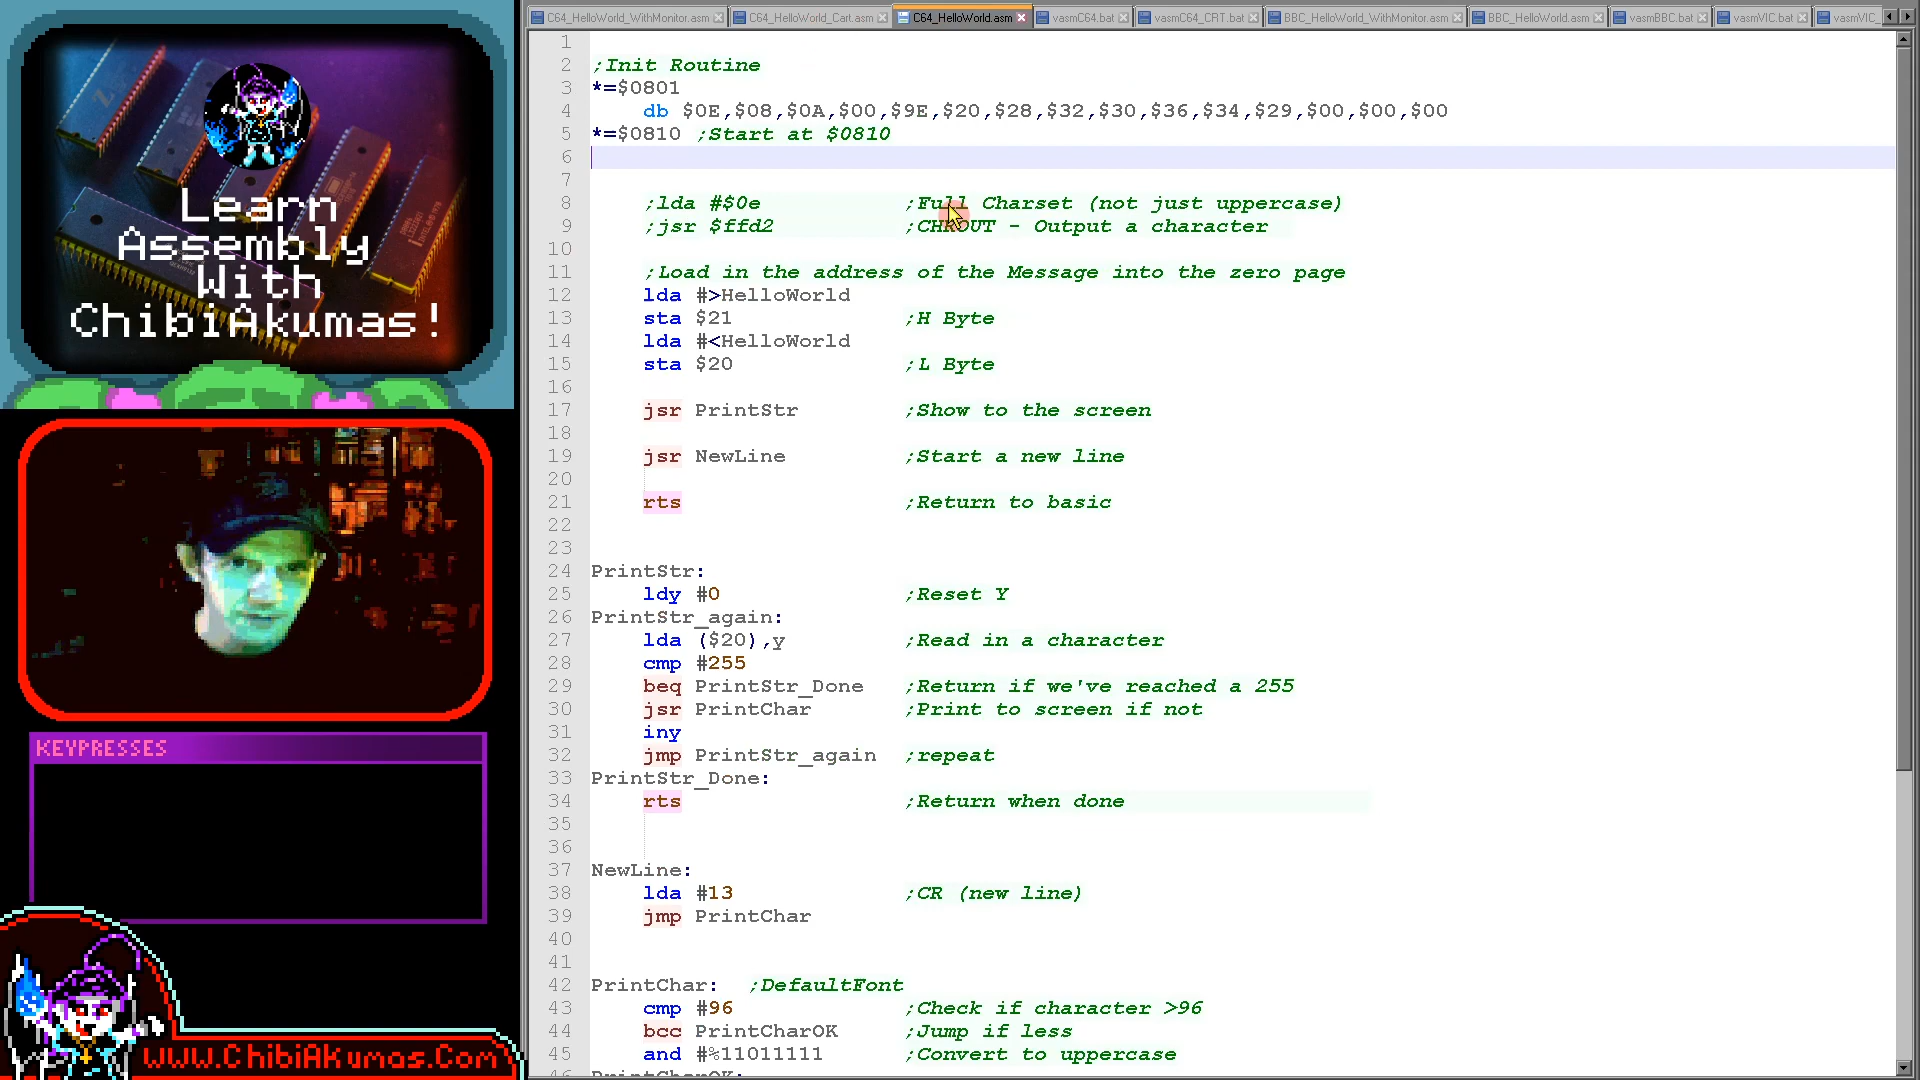 Learn
Assembly
With
ChibiAkumas!
KEYPRESSES
www.ChibiAkumas.Com
C64_HelloWorld_WithMonitor.asm C64_HelloWorld_Cart.asm C64_HelloWorld.asm vasmC64.bat vasmC64_CRT.bat BBC_HelloWorld_WithMonitor.asm BBC_HelloWorld.asm vasmBBC.bat vasmVIC.bat vasmVIC_
1
2 ;Init Routine
3 *=$0801
4 db $0E,$08,$0A,$00,$9E,$20,$28,$32,$30,$36,$34,$29,$00,$00,$00
5 *=$0810 ;Start at $0810
6
7
8 ;lda #$0e ;Full Charset (not just uppercase)
9 ;jsr $ffd2 ;CHROUT - Output a character
10
11 ;Load in the address of the Message into the zero page
12 lda #>HelloWorld
13 sta $21 ;H Byte
14 lda #<HelloWorld
15 sta $20 ;L Byte
16
17 jsr PrintStr ;Show to the screen
18
19 jsr NewLine ;Start a new line
20
21 rts ;Return to basic
22
23
24 PrintStr:
25 ldy #0 ;Reset Y
26 PrintStr_again:
27 lda ($20),y ;Read in a character
28 cmp #255
29 beq PrintStr_Done ;Return if we've reached a 255
30 jsr PrintChar ;Print to screen if not
31 iny
32 jmp PrintStr_again ;repeat
33 PrintStr_Done:
34 rts ;Return when done
35
36
37 NewLine:
38 lda #13 ;CR (new line)
39 jmp PrintChar
40
41
42 PrintChar: ;DefaultFont
43 cmp #96 ;Check if character >96
44 bcc PrintCharOK ;Jump if less
45 and #%11011111 ;Convert to uppercase
46 PrintCharOK: